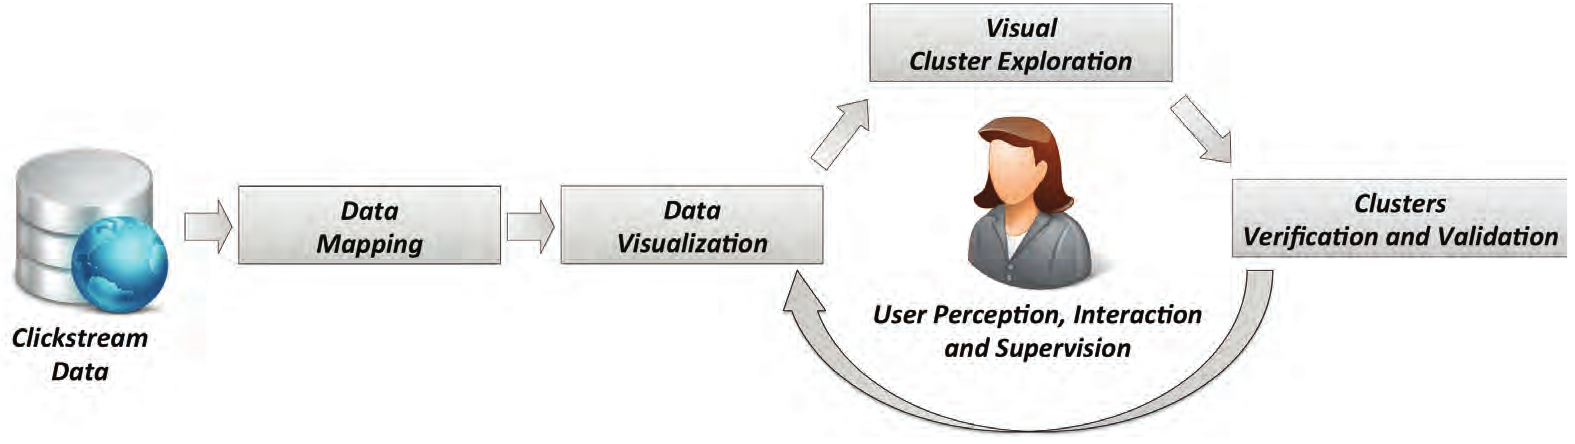 Visual
Cluster Exploration
Data
Mapping
Data
Visualization
Clusters
Verification and Validation
User Perception, Interaction
and Supervision
Clickstream
Data